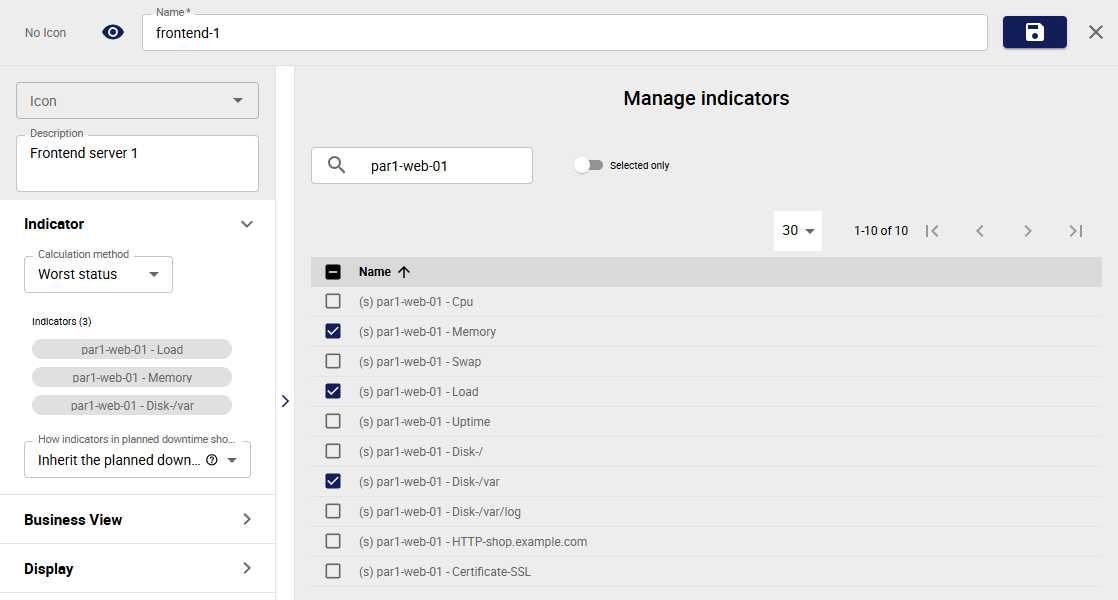 No Icon
Name *
frontend-1
Icon
Description
Frontend server 1
Indicator
Calculation method
Worst status
Indicators (3)
par1-web-01 - Load
par1-web-01 - Memory
par1-web-01 - Disk-/var
How indicators in planned downtime sho...
Inherit the planned down...
Business View
Display
Manage indicators
par1-web-01
Selected only
30
1-10 of 10
Name
(s) par1-web-01 - Cpu
(s) par1-web-01 - Memory
(s) par1-web-01 - Swap
(s) par1-web-01 - Load
(s) par1-web-01 - Uptime
(s) par1-web-01 - Disk-/
(s) par1-web-01 - Disk-/var
(s) par1-web-01 - Disk-/var/log
(s) par1-web-01 - HTTP-shop.example.com
(s) par1-web-01 - Certificate-SSL